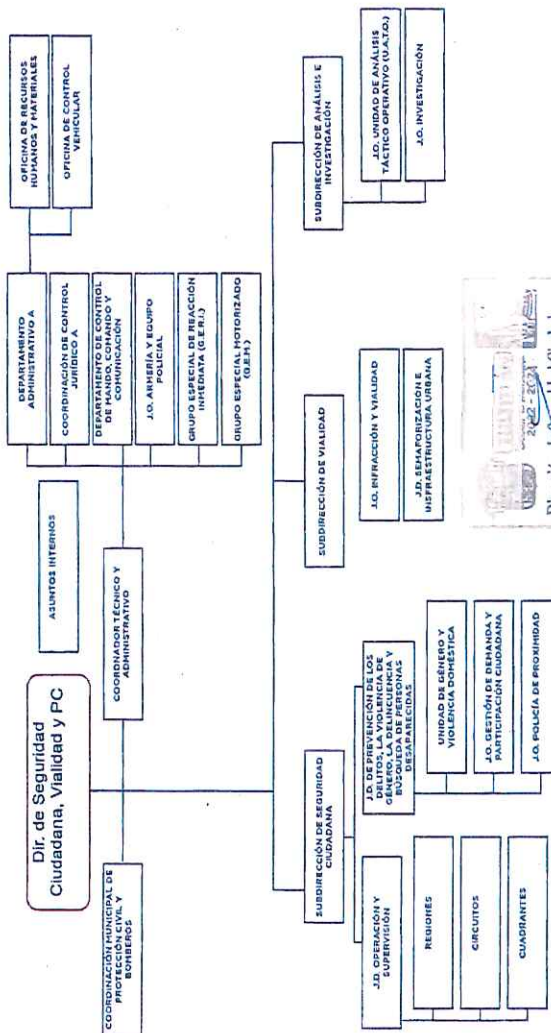 Dir. de Seguridad
Ciudadana, Vialidad y PC
ASUNTOS INTERNOS
COORDINACIÓN MUNICIPAL DE
PROTECCIÓN CIVIL Y
BOMBEROS
COORDINADOR TÉCNICO Y
ADMINISTRATIVO
DEPARTAMENTO
ADMINISTRATIVO A
COORDINACIÓN DE CONTROL
JURÍDICO A
DEPARTAMENTO DE CONTROL
DE MANDO, COMANDO Y
COMUNICACIÓN
J.O. ARMERÍA Y EQUIPO
POLICIAL
GRUPO ESPECIAL DE REACCIÓN
INMEDIATA (G.E.R.I.)
GRUPO ESPECIAL MOTORIZADO
(G.E.M.)
OFICINA DE RECURSOS
HUMANOS Y MATERIALES
OFICINA DE CONTROL
VEHICULAR
SUBDIRECCIÓN DE SEGURIDAD
CIUDADANA
J.D. OPERACIÓN Y
SUPERVISIÓN
REGIONES
CIRCUITOS
CUADRANTES
J.D. DE PREVENCIÓN DE LOS
DELITOS, LA VIOLENCIA DE
GÉNERO, LA DELINCUENCIA Y
BÚSQUEDA DE PERSONAS
DESAPARECIDAS
UNIDAD DE GÉNERO Y
VIOLENCIA DOMÉSTICA
J.O. GESTIÓN DE DEMANDA Y
PARTICIPACIÓN CIUDADANA
J.O. POLICÍA DE PROXIMIDAD
SUBDIRECCIÓN DE VIALIDAD
J.O. INFRACCIÓN Y VIALIDAD
J.D. SEMAFORIZACION E
INSFRAESTRUCTURA URBANA
SUBDIRECCIÓN DE ANÁLISIS E
INVESTIGACIÓN
J.O. UNIDAD DE ANÁLISIS
TÁCTICO OPERATIVO (U.A.T.O.)
J.O. INVESTIGACIÓN
2022 - 2024